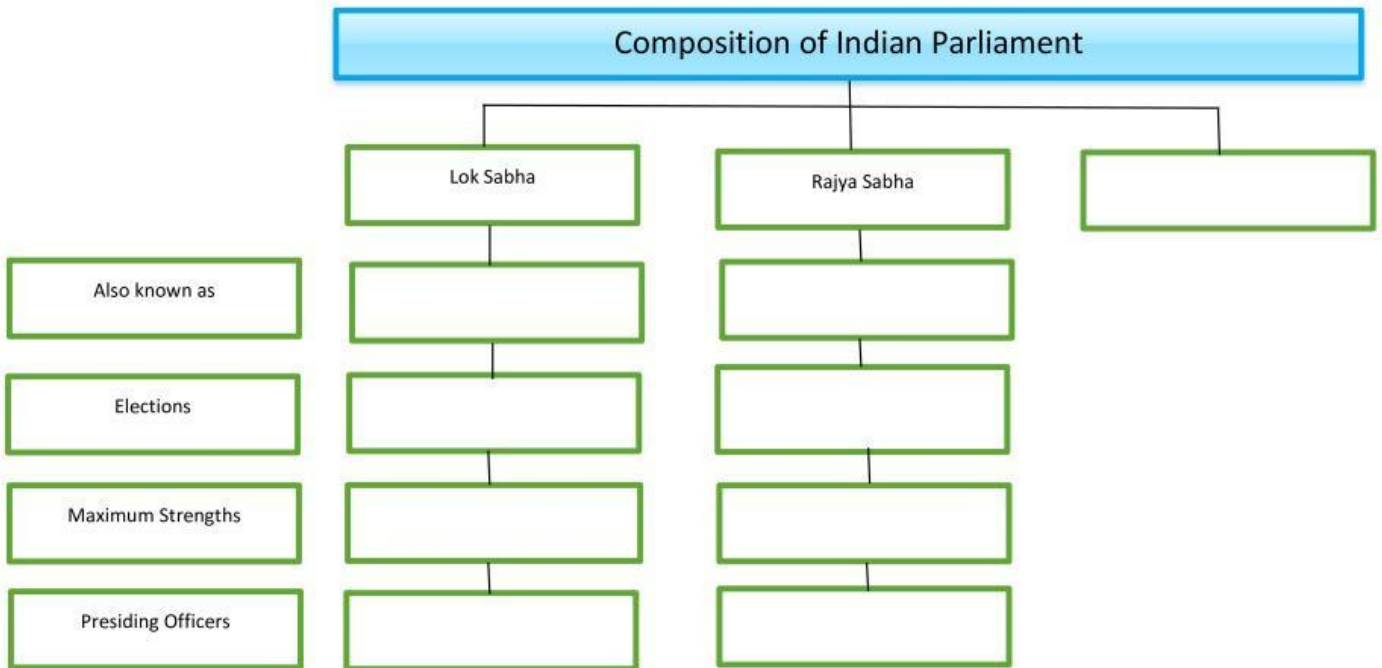 Composition of Indian Parliament
Lok Sabha
Rajya Sabha
Also known as
Elections
Maximum Strengths
Presiding Officers